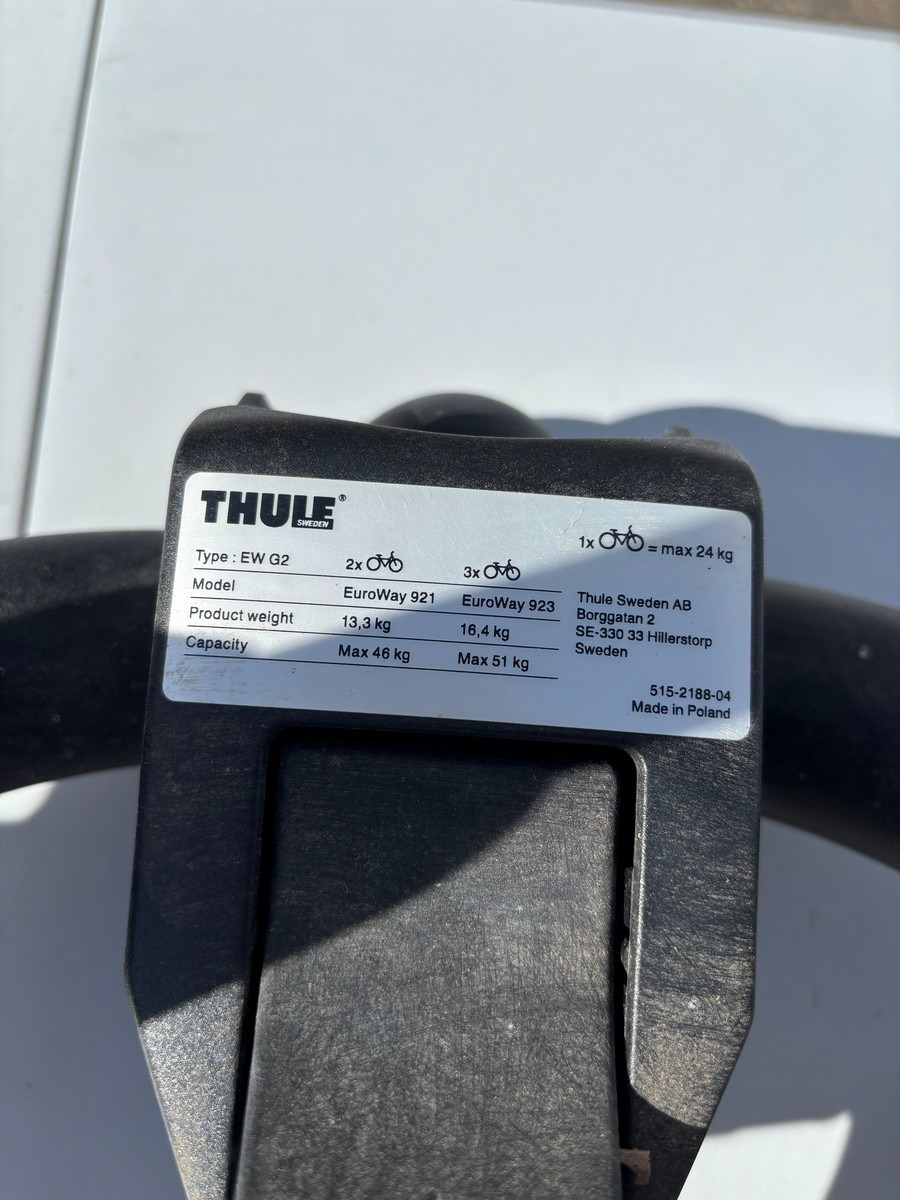 THULE®
SWEDEN
1x = max 24 kg
Type : EW G2 2x 3x
Model EuroWay 921 EuroWay 923
Product weight 13,3 kg 16,4 kg
Capacity Max 46 kg Max 51 kg
Thule Sweden AB
Borggatan 2
SE-330 33 Hillerstorp
Sweden
515-2188-04
Made in Poland